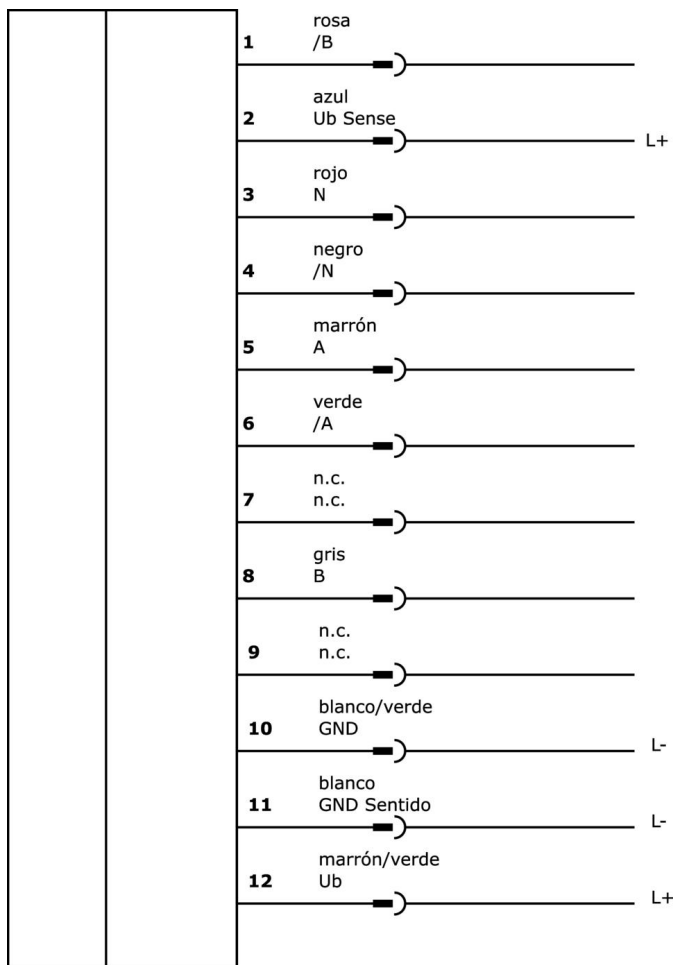 rosa
1 /B
azul
2 Ub Sense L+
rojo
3 N
negro
4 /N
marrón
5 A
verde
6 /A
n.c.
7 n.c.
gris
8 B
n.c.
9 n.c.
blanco/verde
10 GND L-
blanco
11 GND Sentido L-
marrón/verde
12 Ub L+